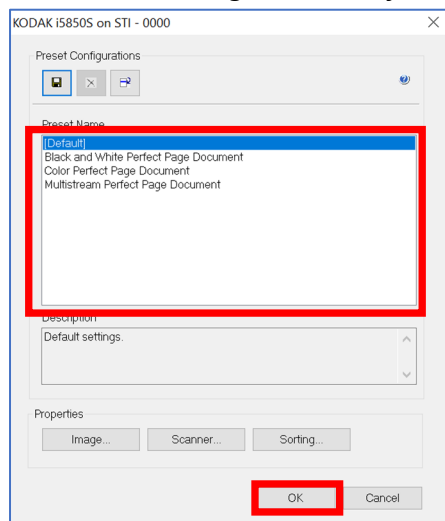 KODAK i5850S on STI - 0000
Preset Configurations
Preset Name
[Default]
Black and White Perfect Page Document
Color Perfect Page Document
Multistream Perfect Page Document
Description
Default settings.
Properties
Image... Scanner... Sorting...
OK Cancel